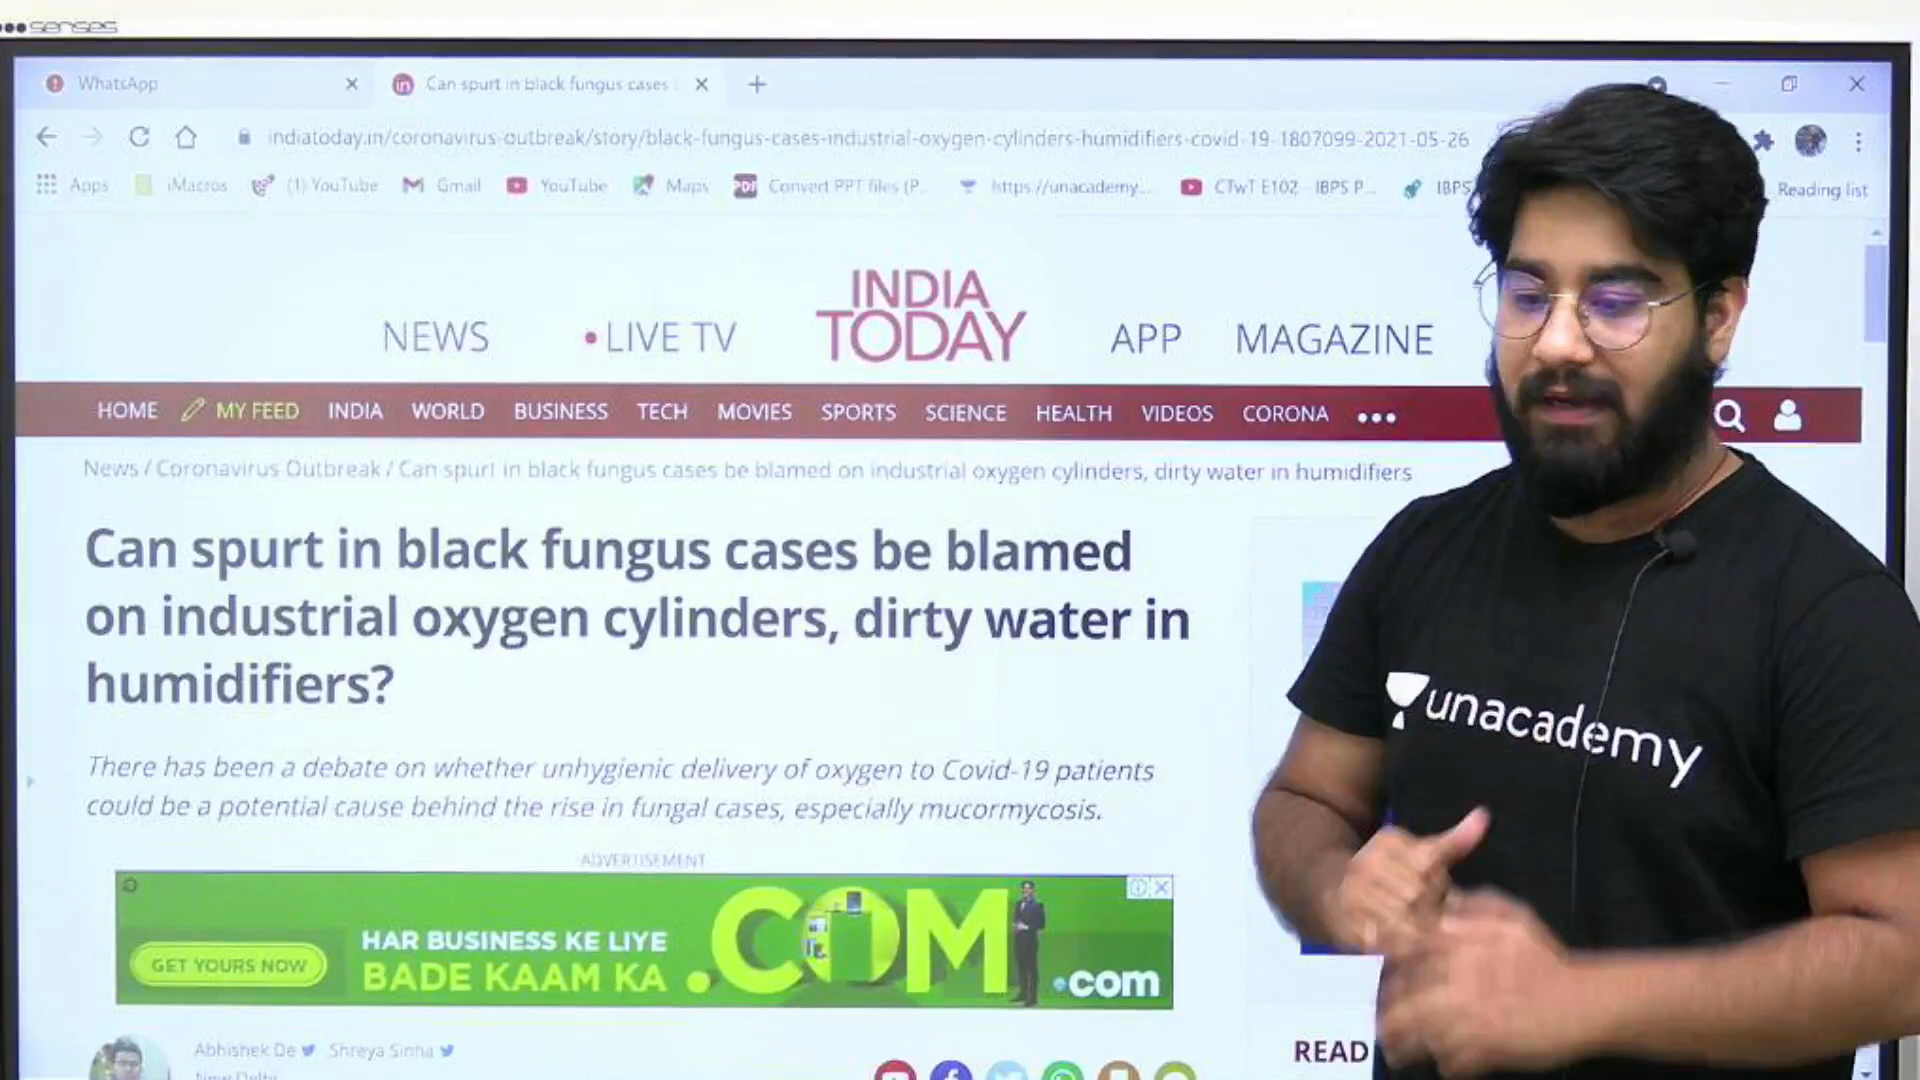 senses
WhatsApp
Can spurt in black fungus cases
indiatoday.in/coronavirus-outbreak/story/black-fungus-cases-industrial-oxygen-cylinders-humidifiers-covid-19-1807099-2021-05-26
Apps iMacros (1) YouTube Gmail YouTube Maps PDF Convert PPT files (P... https://unacademy... CTwT E102 - IBPS P... IBPS Reading list
NEWS • LIVE TV INDIA TODAY APP MAGAZINE
HOME MY FEED INDIA WORLD BUSINESS TECH MOVIES SPORTS SCIENCE HEALTH VIDEOS CORONA
News / Coronavirus Outbreak / Can spurt in black fungus cases be blamed on industrial oxygen cylinders, dirty water in humidifiers
Can spurt in black fungus cases be blamed
on industrial oxygen cylinders, dirty water in
humidifiers?
There has been a debate on whether unhygienic delivery of oxygen to Covid-19 patients
could be a potential cause behind the rise in fungal cases, especially mucormycosis.
ADVERTISEMENT
GET YOURS NOW
HAR BUSINESS KE LIYE
BADE KAAM KA .COM
.com
Abhishek De Shreya Sinha
New Delhi
READ
unacademy